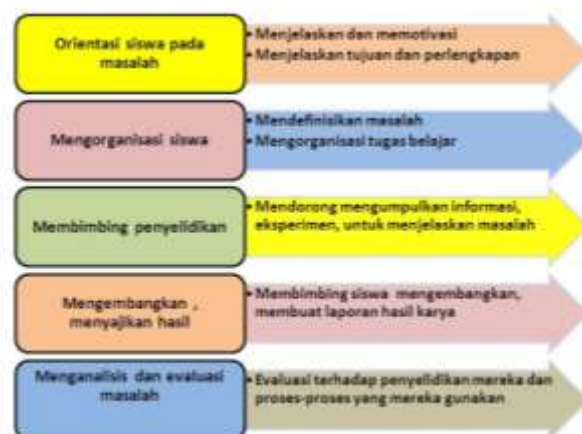 Orientasi siswa pada
masalah
• Menjelaskan dan memotivasi
• Menjelaskan tujuan dan perlengkapan
Mengorganisasi siswa
• Mendefinisikan masalah
• Mengorganisasi tugas belajar
Membimbing penyelidikan
• Mendorong mengumpulkan informasi,
eksperimen, untuk menjelaskan masalah
Mengembangkan ,
menyajikan hasil
• Membimbing siswa mengembangkan,
membuat laporan hasil karya
Menganalisis dan evaluasi
masalah
• Evaluasi terhadap penyelidikan mereka dan
proses-proses yang mereka gunakan